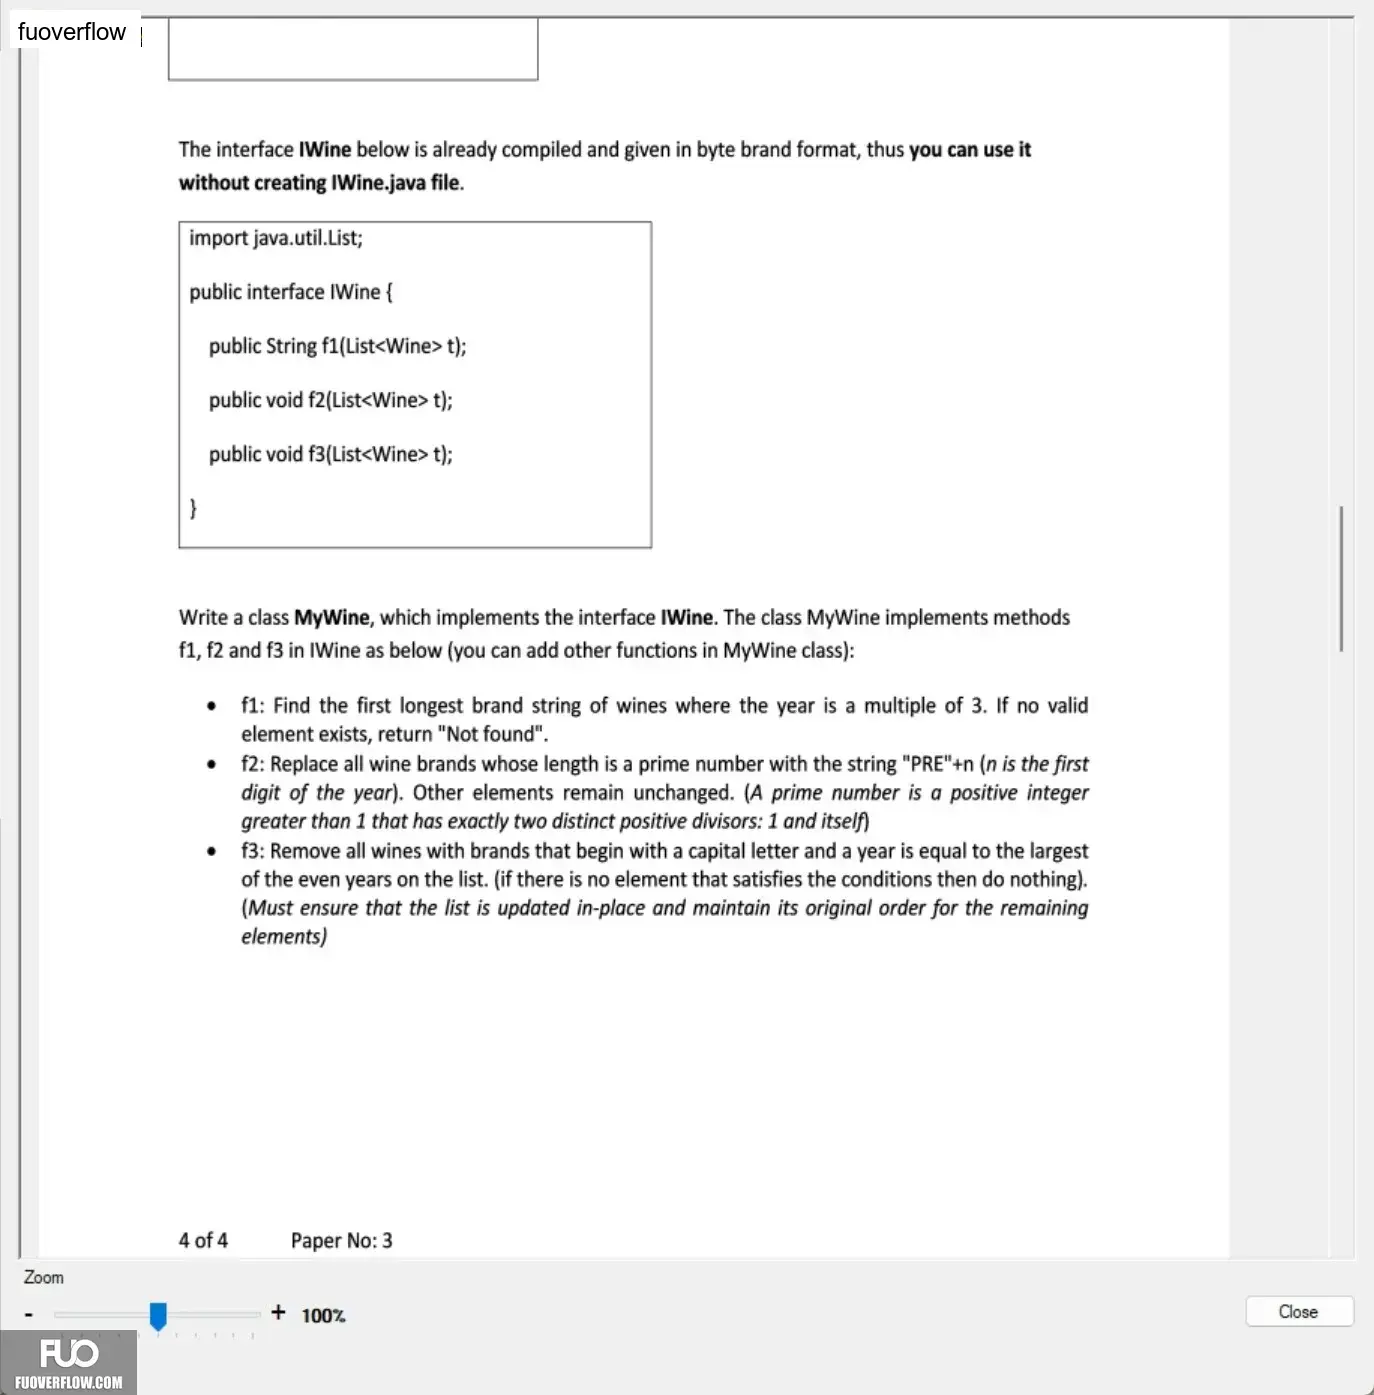 fuoverflow
The interface IWine below is already compiled and given in byte brand format, thus you can use it
without creating IWine.java file.
import java.util.List;
public interface IWine {
public String f1(List<Wine> t);
public void f2(List<Wine> t);
public void f3(List<Wine> t);
}
Write a class MyWine, which implements the interface IWine. The class MyWine implements methods
f1, f2 and f3 in IWine as below (you can add other functions in MyWine class):
• f1: Find the first longest brand string of wines where the year is a multiple of 3. If no valid
element exists, return "Not found".
• f2: Replace all wine brands whose length is a prime number with the string "PRE"+n (n is the first
digit of the year). Other elements remain unchanged. (A prime number is a positive integer
greater than 1 that has exactly two distinct positive divisors: 1 and itself)
• f3: Remove all wines with brands that begin with a capital letter and a year is equal to the largest
of the even years on the list. (if there is no element that satisfies the conditions then do nothing).
(Must ensure that the list is updated in-place and maintain its original order for the remaining
elements)
4 of 4 Paper No: 3
Zoom
- + 100%
Close
FUO
FUOVERFLOW.COM